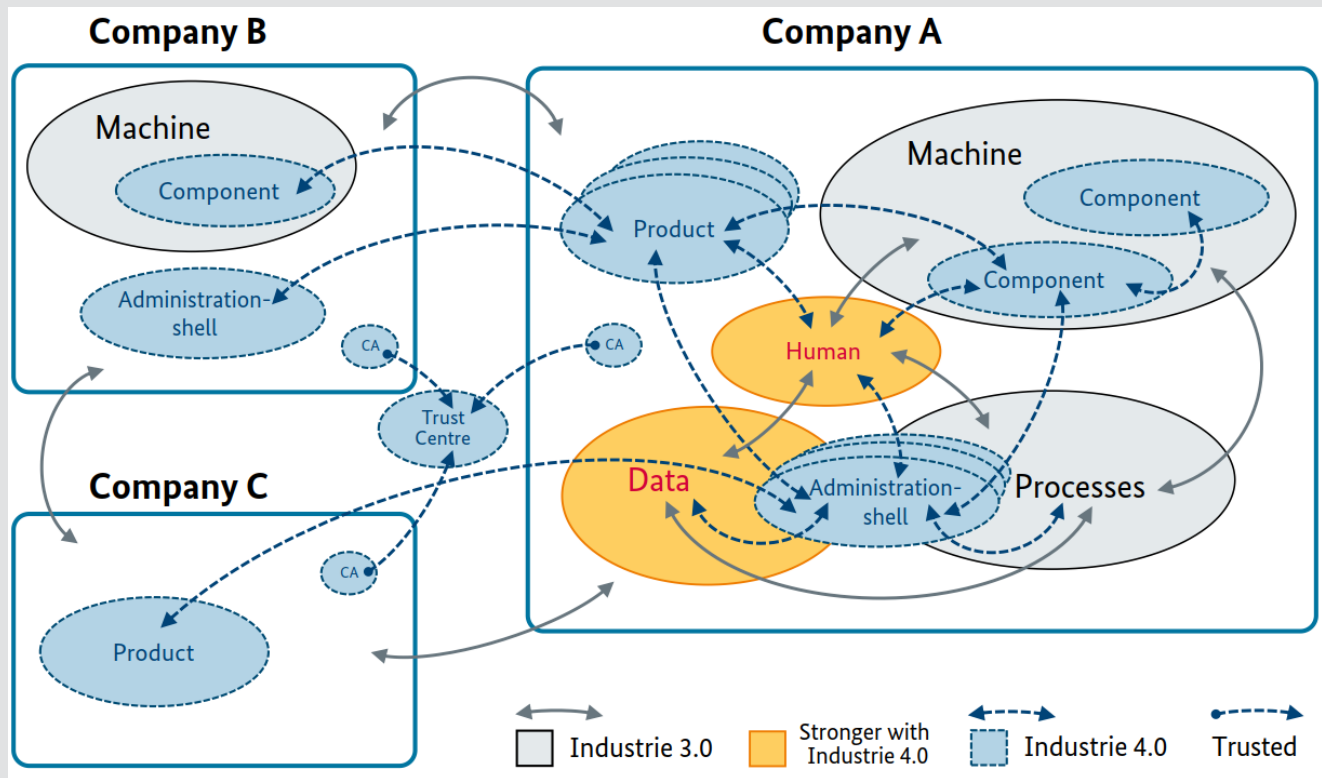 Company B
Company A
Machine
Component
Administration-
shell
CA
Product
Machine
Component
Component
Human
CA
Trust
Centre
Data
Administration-
shell
Processes
Company C
CA
Product
Industrie 3.0
Stronger with
Industrie 4.0
Industrie 4.0
Trusted